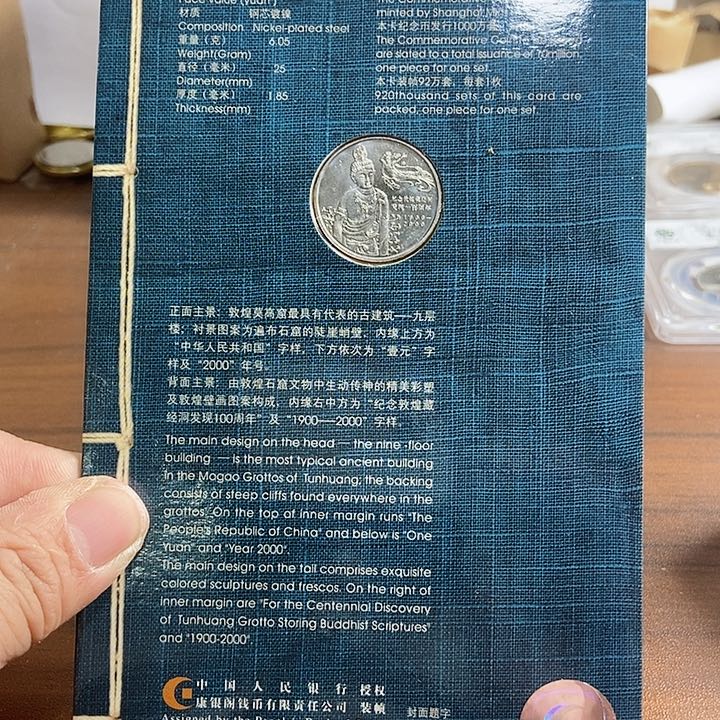 Face value (yuan)
材质 钢芯镀镍
Composition Nickel-plated steel
重量（克） 6.05
Weight(Gram)
直径（毫米） 25
Diameter(mm)
厚度（毫米） 1.85
Thickness(mm)
The Commemorative
minted by Shanghai
本卡纪念币发行1000万
The Commemorative Coin
are slated to a total issuance of 10million,
one piece for one set.
本卡装帧92万套，每套1枚
920thousand sets of this card are
packed, one piece for one set.
正面主景：敦煌莫高窟最具有代表的古建筑——九层
楼；衬景图案为遍布石窟的陡崖峭壁，内缘上方为
“中华人民共和国”字样，下方依次为“壹元”字
样及“2000”年号。
背面主景：由敦煌石窟文物中生动传神的精美彩塑
及敦煌壁画图案构成，内缘右中方为“纪念敦煌藏
经洞发现100周年”及“1900——2000”字样
The main design on the head — the nine -floor
building — is the most typical ancient building
in the Magao Grottos of Tunhuang; the backing
consists of steep cliffs found everywhere in the
grottos. On the top of inner margin runs "The
People's Republic of China" and below is "One
Yuan" and "Year 2000".
The main design on the tail comprises exquisite
colored sculptures and frescos. On the right of
inner margin are "For the Centennial Discovery
of Tunhuang Grotto Storing Buddhist Scriptures"
and "1900-2000".
中国人民银行 授权
康银阁钱币有限责任公司 装帧
封面题字